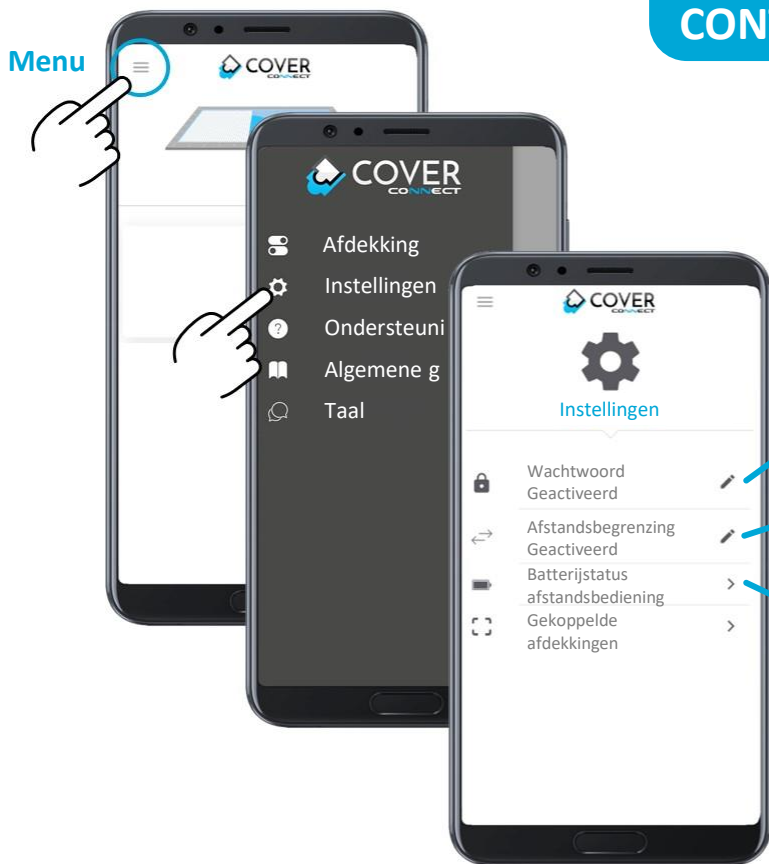 CON
Menu
COVER
CONNECT
COVER
CONNECT
Afdekking
Instellingen
Ondersteuni
Algemene g
Taal
COVER
CONNECT
Instellingen
Wachtwoord
Geactiveerd
Afstandsbegrenzing
Geactiveerd
Batterijstatus
afstandsbediening
Gekoppelde
afdekkingen